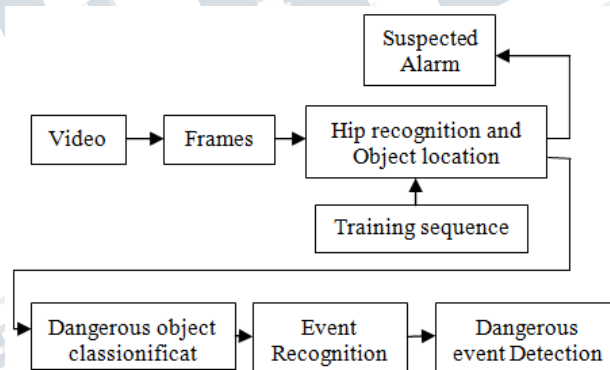 Suspected
Alarm
Video
Frames
Hip recognition and
Object location
Training sequence
Dangerous object
classionificat
Event
Recognition
Dangerous
event Detection